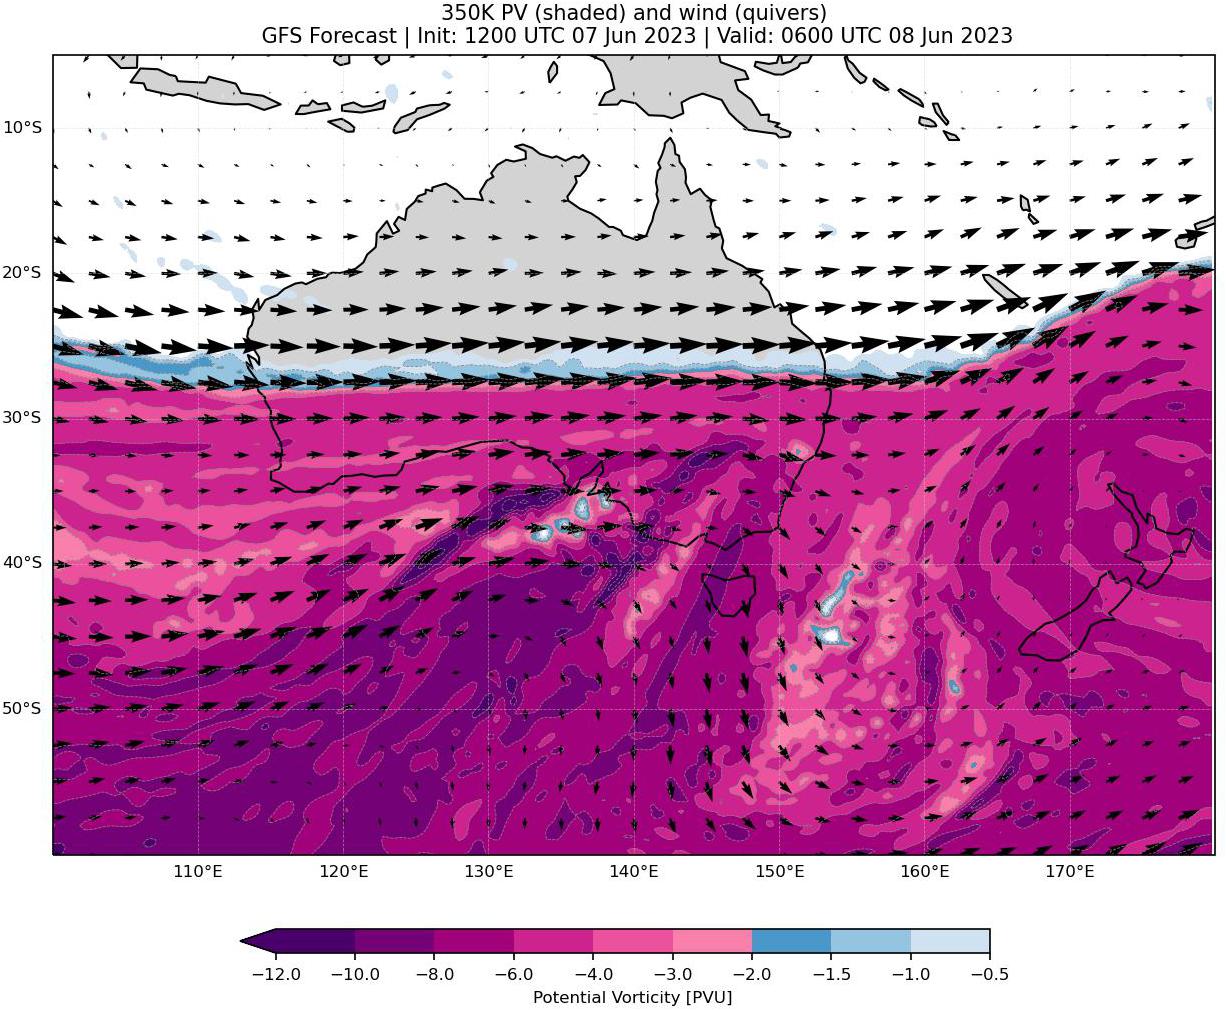 350K PV (shaded) and wind (quivers)
GFS Forecast | Init: 1200 UTC 07 Jun 2023 | Valid: 0600 UTC 08 Jun 2023
10°S
20°S
30°S
40°S
50°S
110°E 120°E 130°E 140°E 150°E 160°E 170°E
−12.0 −10.0 −8.0 −6.0 −4.0 −3.0 −2.0 −1.5 −1.0 −0.5
Potential Vorticity [PVU]